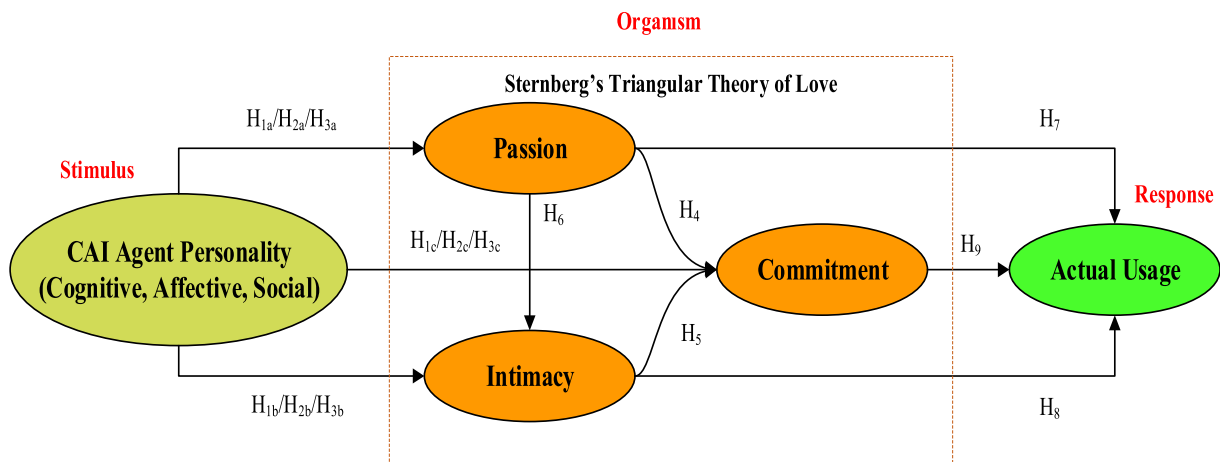 Organism
Sternberg's Triangular Theory of Love
H1a/H2a/H3a
H7
Passion
Stimulus
Response
H6
H4
H1c/H2c/H3c
H9
CAI Agent Personality
(Cognitive, Affective, Social)
Commitment
Actual Usage
H5
Intimacy
H1b/H2b/H3b
H8